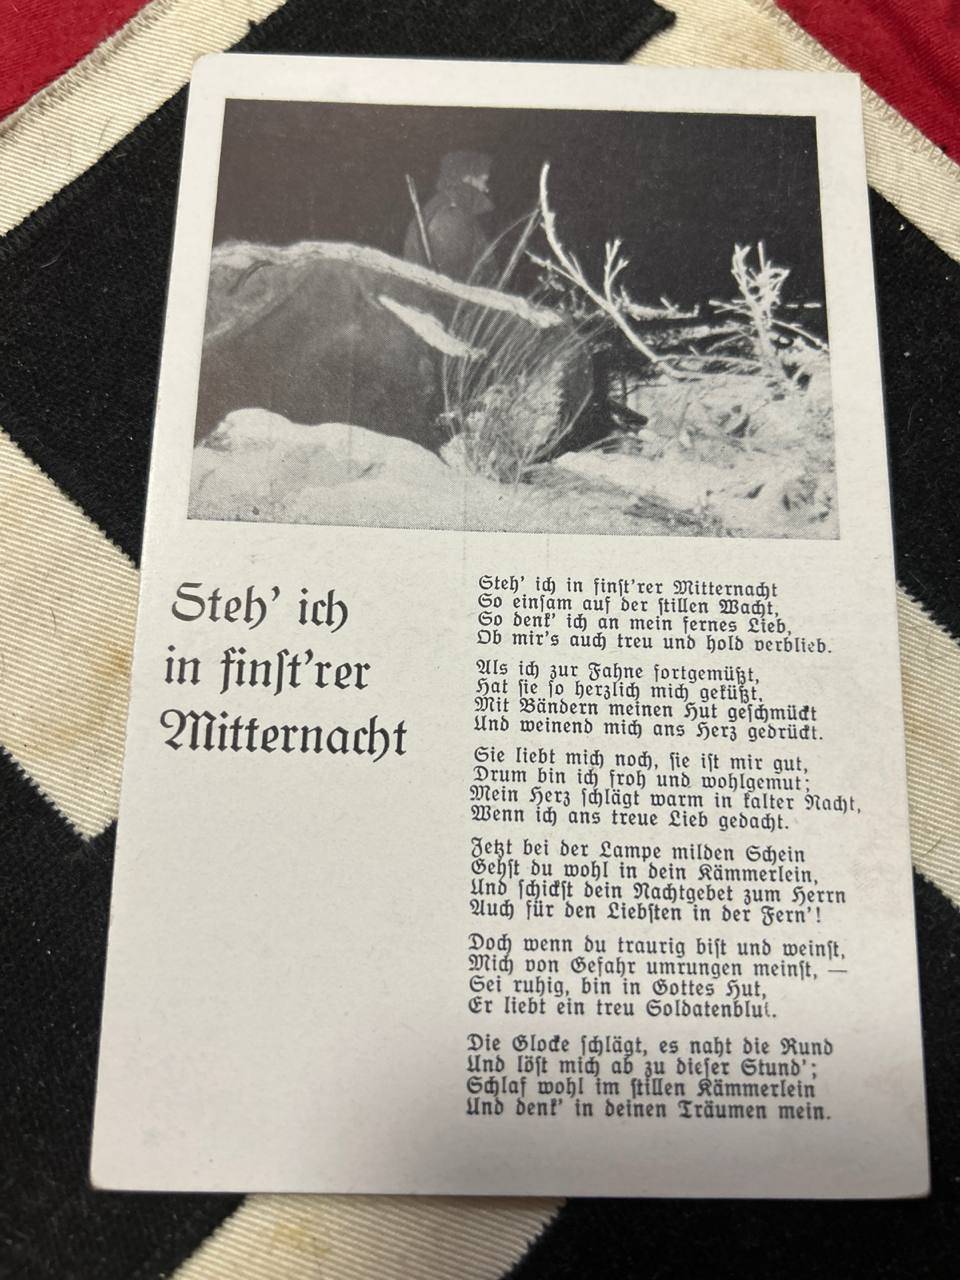 Steh' ich
in finst'rer
Mitternacht
Steh' ich in finst'rer Mitternacht
So einsam auf der stillen Wacht,
So denk' ich an mein fernes Lieb,
Ob mir's auch treu und hold verblieb.
Als ich zur Fahne fortgemüßt,
Hat sie so herzlich mich geküßt,
Mit Bändern meinen Hut geschmückt
Und weinend mich ans Herz gedrückt.
Sie liebt mich noch, sie ist mir gut,
Drum bin ich froh und wohlgemut;
Mein Herz schlägt warm in kalter Nacht,
Wenn ich ans treue Lieb gedacht.
Jetzt bei der Lampe milden Schein
Gehst du wohl in dein Kämmerlein,
Und schickst dein Nachtgebet zum Herrn
Auch für den Liebsten in der Fern'!
Doch wenn du traurig bist und weinst,
Mich von Gefahr umrungen meinst, —
Sei ruhig, bin in Gottes Hut,
Er liebt ein treu Soldatenblut.
Die Glocke schlägt, es naht die Rund
Und löst mich ab zu dieser Stund';
Schlaf wohl im stillen Kämmerlein
Und denk' in deinen Träumen mein.